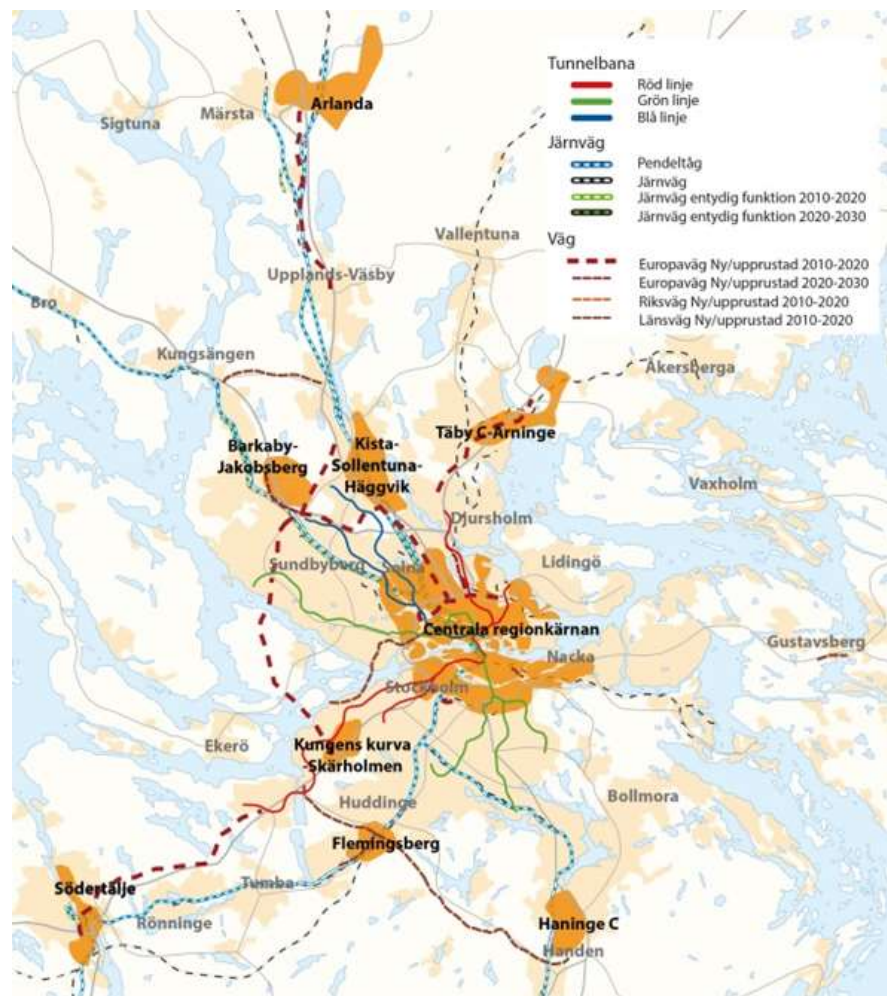 Tunnelbana
Röd linje
Grön linje
Blå linje
Järnväg
Pendeltåg
Järnväg
Järnväg entydig funktion 2010-2020
Järnväg entydig funktion 2020-2030
Väg
Europaväg Ny/upprustad 2010-2020
Europaväg Ny/upprustad 2020-2030
Riksväg Ny/upprustad 2010-2020
Länsväg Ny/upprustad 2010-2020
Arlanda
Märsta
Sigtuna
Vallentuna
Upplands-Väsby
Bro
Kungsängen
Åkersberga
Täby C-Arninge
Barkaby-
Jakobsberg
Kista-
Sollentuna-
Häggvik
Vaxholm
Djursholm
Lidingö
Sundbyberg
Solna
Centrala regionkärnan
Gustavsberg
Nacka
Stockholm
Ekerö
Kungens kurva
-Skärholmen
Huddinge
Bollmora
Flemingsberg
Södertälje
Tumba
Rönninge
Haninge C
Handen